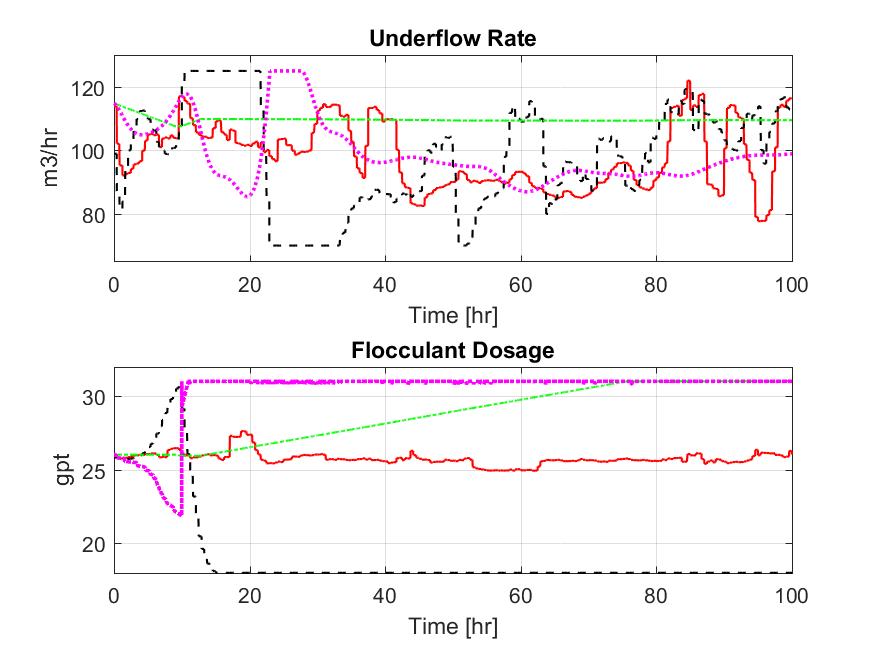 Underflow Rate
120
100
80
m3/hr
0 20 40 60 80 100
Time [hr]
Flocculant Dosage
30
25
20
gpt
0 20 40 60 80 100
Time [hr]